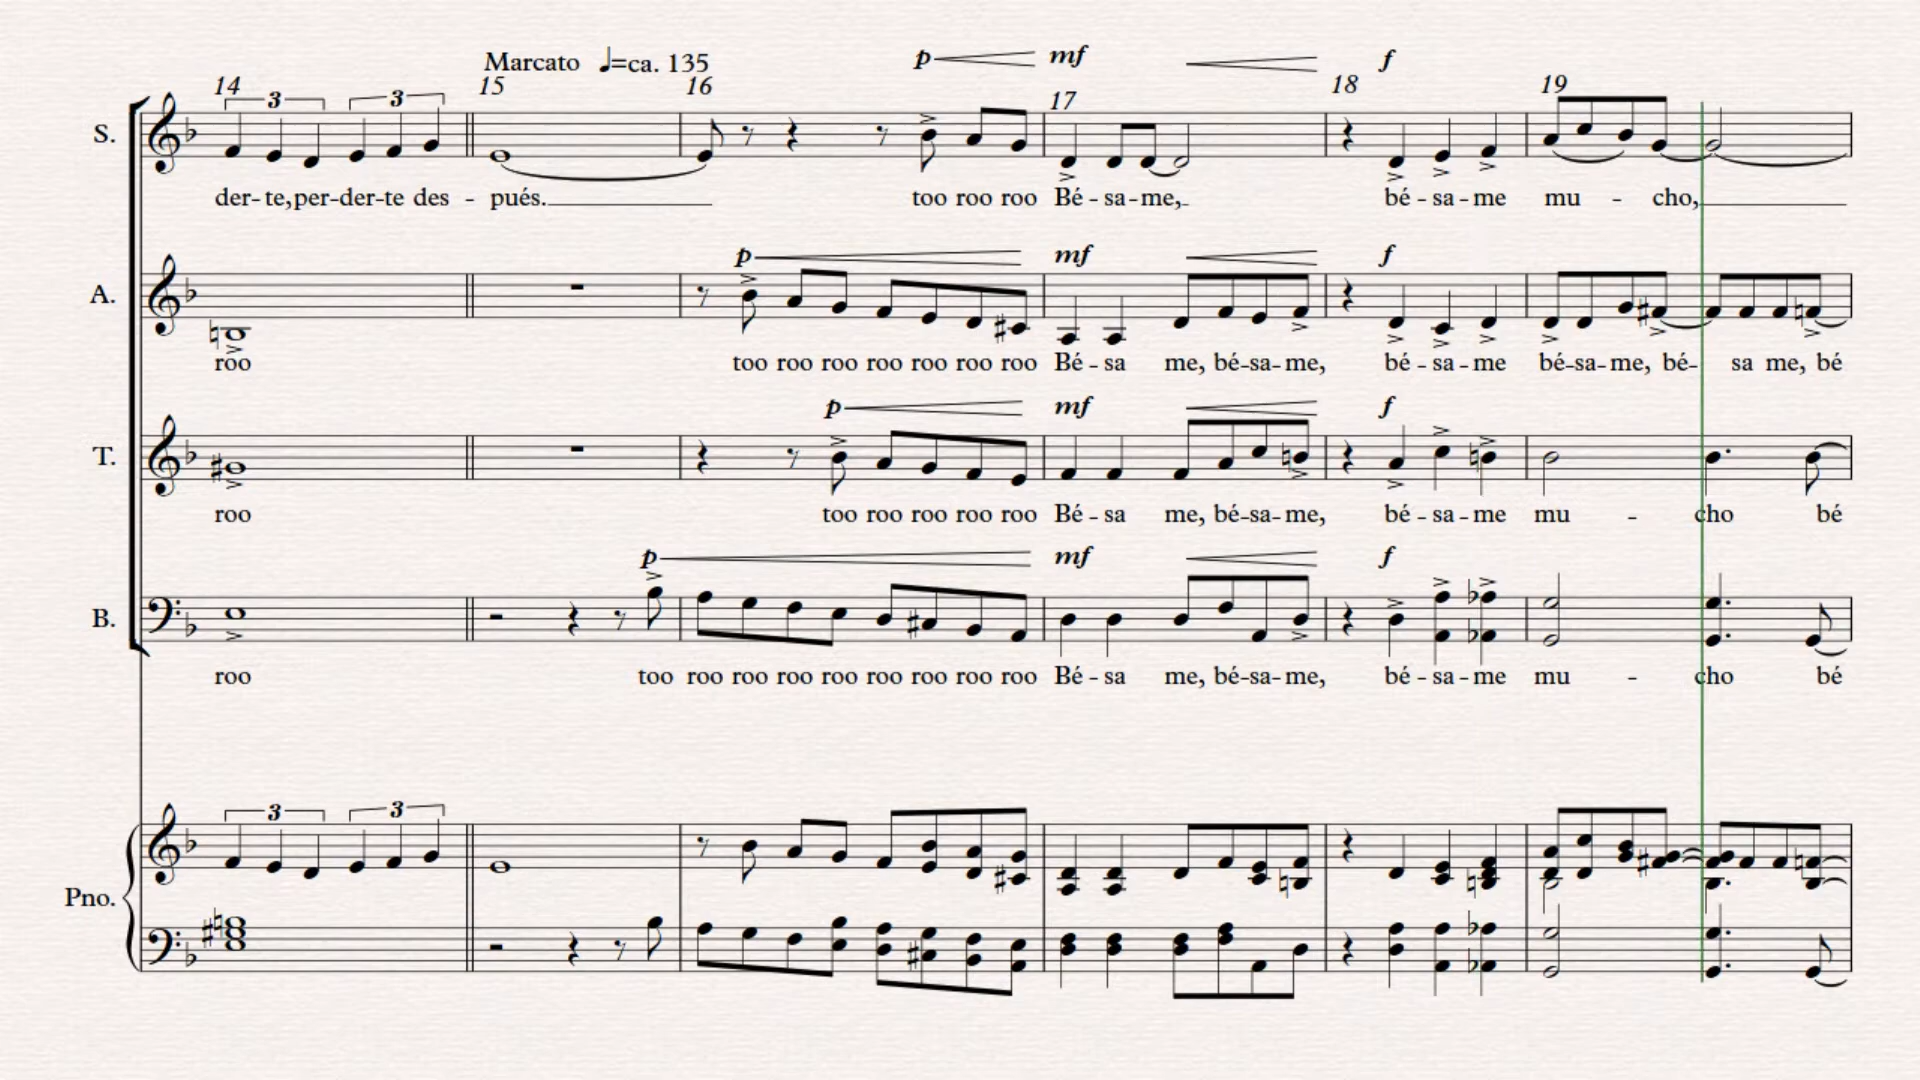 Marcato ♩=ca. 135
p mf f
14 15 16 17 18 19
3 3
S.
der-te,per-der-te des - pués. too roo roo Bé-sa-me, bé-sa-me mu - cho,
p mf f
A.
roo too roo roo roo roo roo roo Bé-sa me, bé-sa-me, bé-sa-me bé-sa-me, bé- sa me, bé
p mf f
T.
roo too roo roo roo roo Bé-sa me, bé-sa-me, bé-sa-me mu - cho bé
p mf f
B.
roo too roo roo roo roo roo roo roo roo Bé-sa me, bé-sa-me, bé-sa-me mu - cho bé
3 3
Pno.